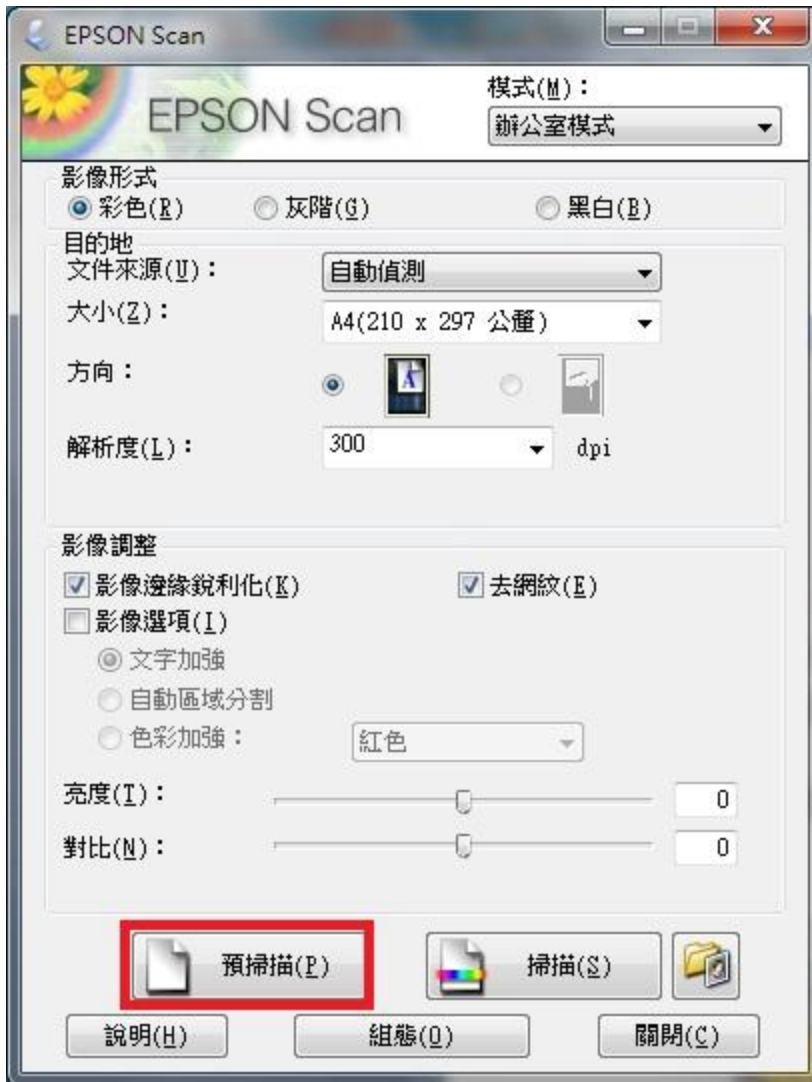 EPSON Scan
EPSON Scan
模式(M)：
辦公室模式
影像形式
彩色(R) 灰階(G) 黑白(B)
目的地
文件來源(U)： 自動偵測
大小(Z)： A4(210 x 297 公釐)
方向：
A
解析度(L)： 300 dpi
影像調整
影像邊緣銳利化(K) 去網紋(E)
影像選項(I)
文字加強
自動區域分割
色彩加強： 紅色
亮度(T)： 0
對比(N)： 0
預掃描(P) 掃描(S)
說明(H) 組態(O) 關閉(C)